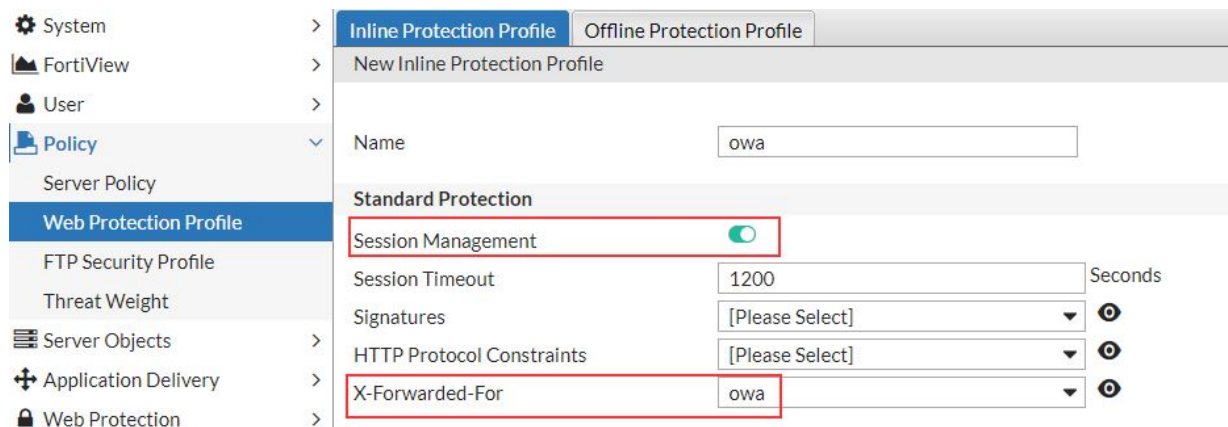 System
FortiView
User
Policy
Server Policy
Web Protection Profile
FTP Security Profile
Threat Weight
Server Objects
Application Delivery
Web Protection
Inline Protection Profile Offline Protection Profile
New Inline Protection Profile
Name owa
Standard Protection
Session Management
Session Timeout 1200 Seconds
Signatures [Please Select]
HTTP Protocol Constraints [Please Select]
X-Forwarded-For owa